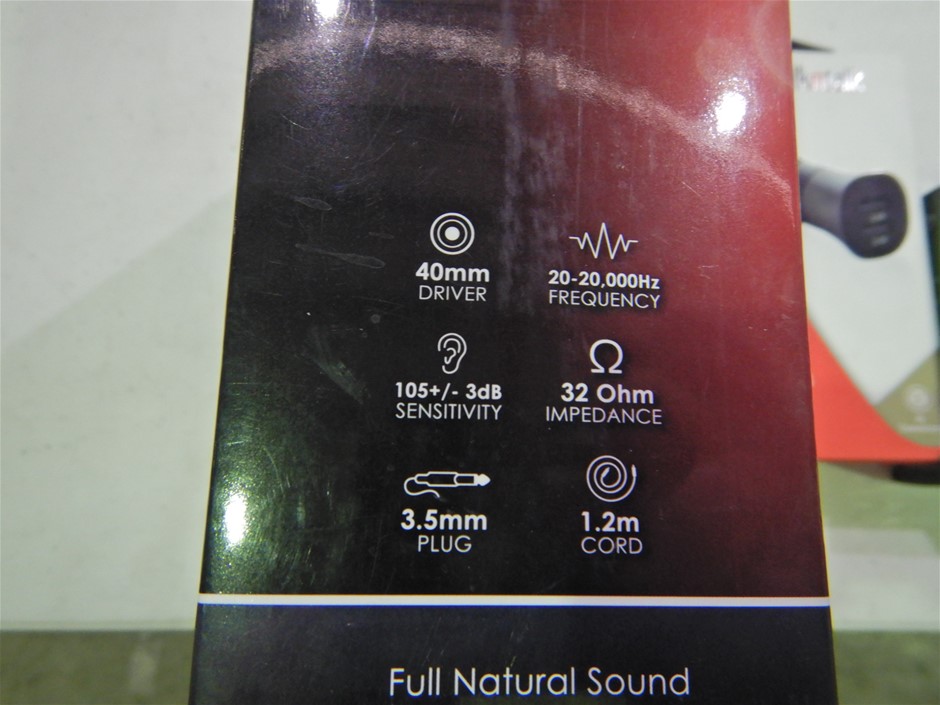 40mm
DRIVER
20-20,000Hz
FREQUENCY
105+/- 3dB
SENSITIVITY
Ω
32 Ohm
IMPEDANCE
3.5mm
PLUG
1.2m
CORD
Full Natural Sound